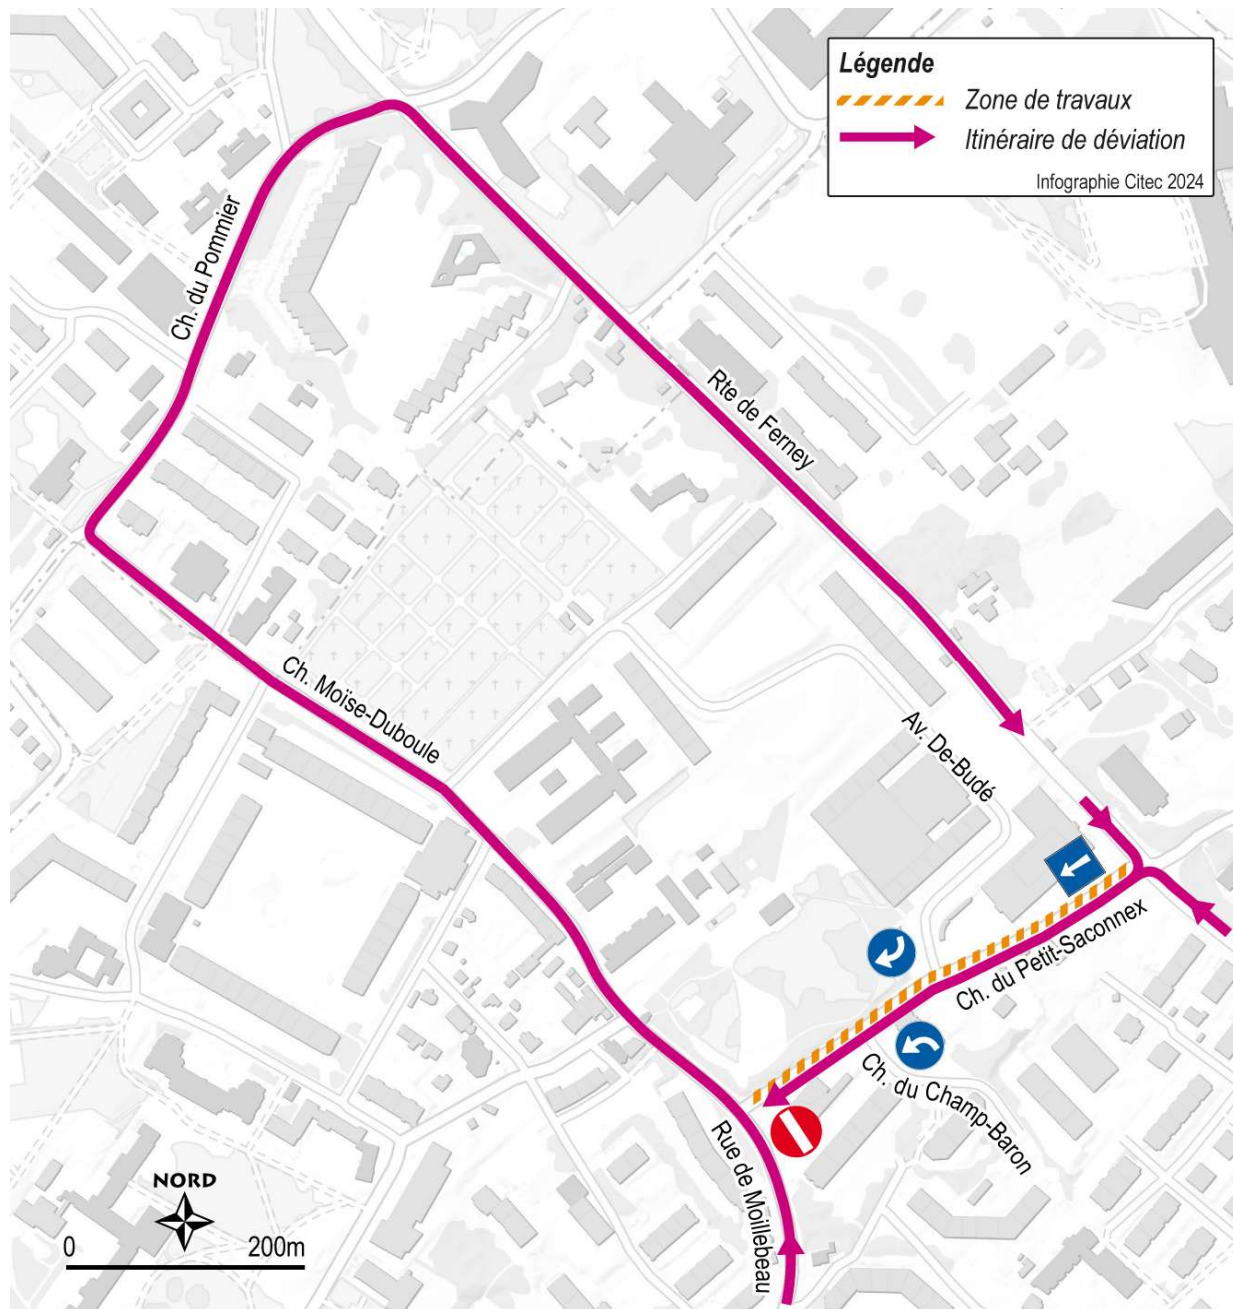 Légende
Zone de travaux
Itinéraire de déviation
Infographie Citec 2024
Ch. du Pommier
Rte de Ferney
Ch. Moïse-Duboule
Av. De-Budé
Ch. du Petit-Saconnex
Ch. du Champ-Baron
Rue de Moillebeau
NORD
0 200m